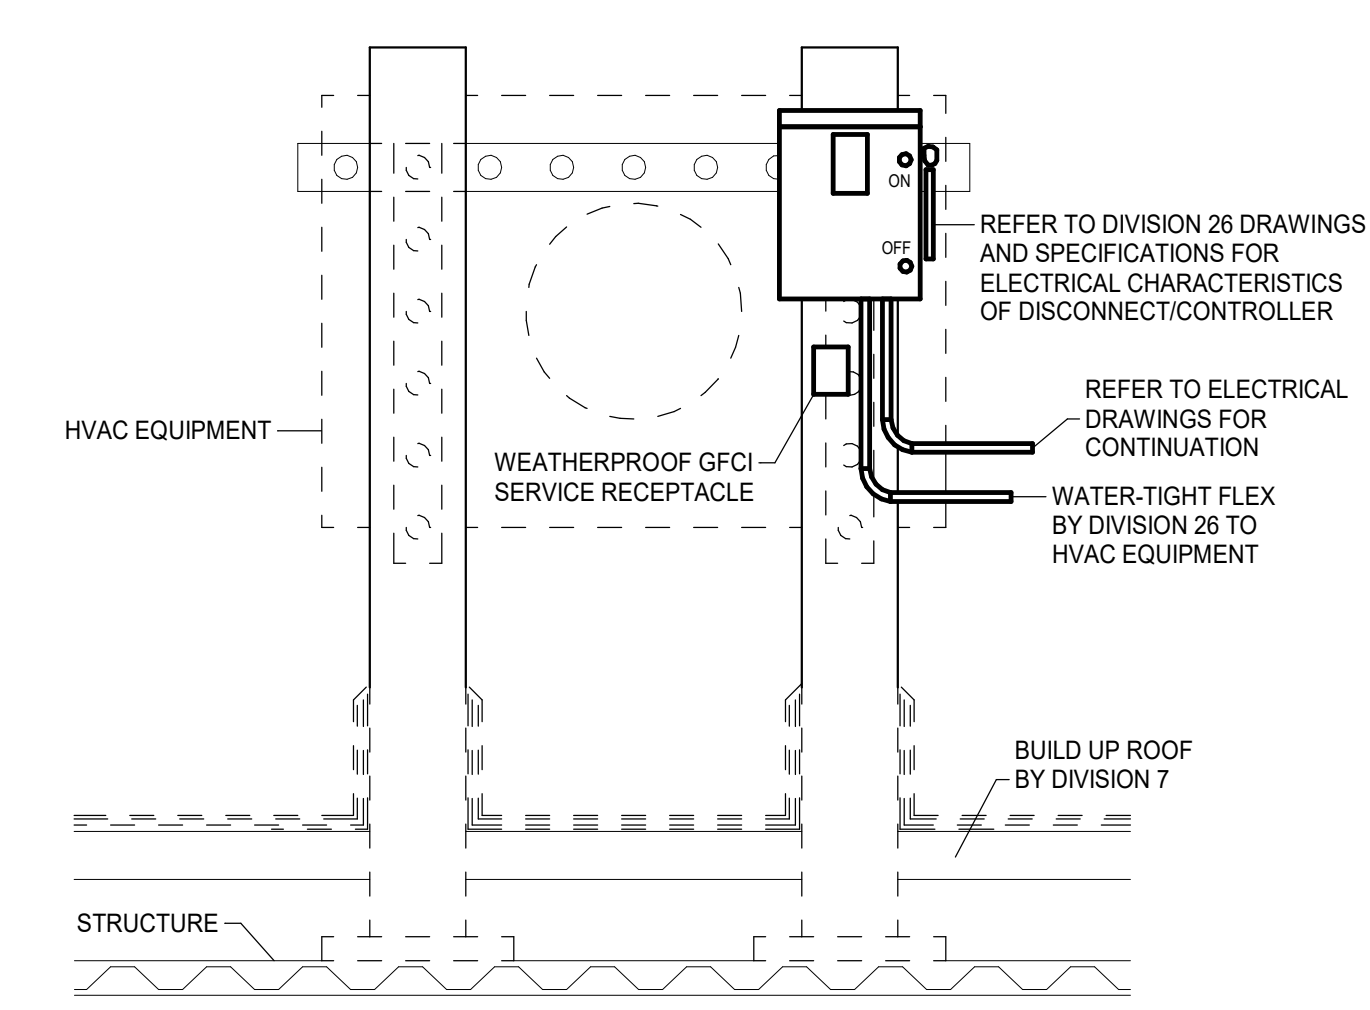 ON
OFF
REFER TO DIVISION 26 DRAWINGS
AND SPECIFICATIONS FOR
ELECTRICAL CHARACTERISTICS
OF DISCONNECT/CONTROLLER
REFER TO ELECTRICAL
DRAWINGS FOR
CONTINUATION
HVAC EQUIPMENT
WEATHERPROOF GFCI
SERVICE RECEPTACLE
WATER-TIGHT FLEX
BY DIVISION 26 TO
HVAC EQUIPMENT
BUILD UP ROOF
BY DIVISION 7
STRUCTURE